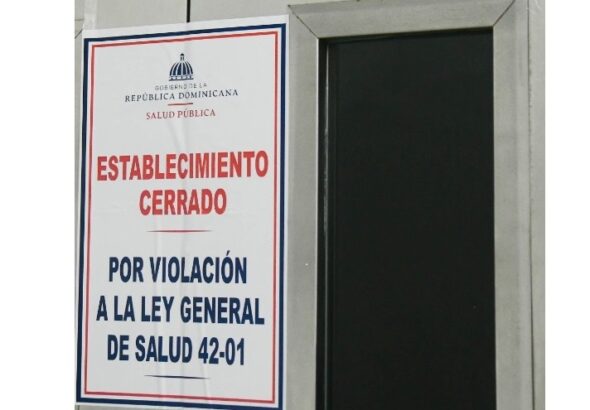 GOBIERNO DE LA
REPÚBLICA DOMINICANA
SALUD PÚBLICA
ESTABLECIMIENTO
CERRADO
POR VIOLACIÓN
A LA LEY GENERAL
DE SALUD 42-01